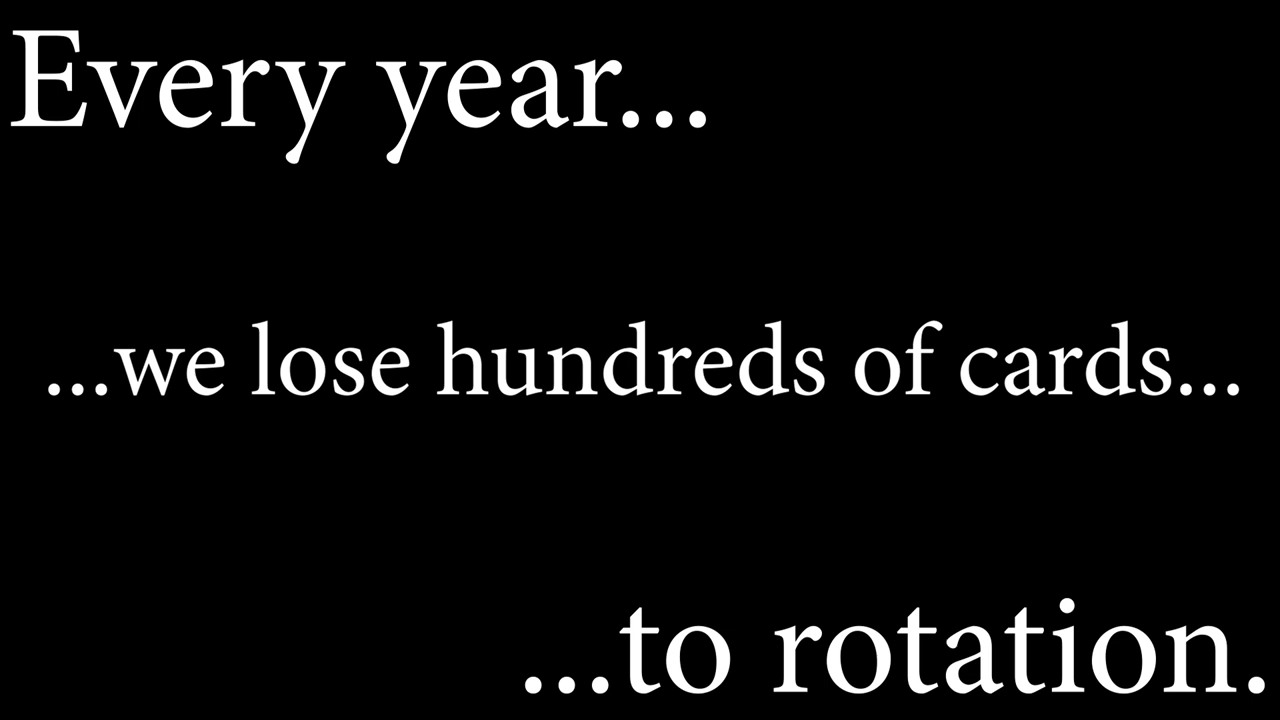 Every year...
...we lose hundreds of cards...
...to rotation.